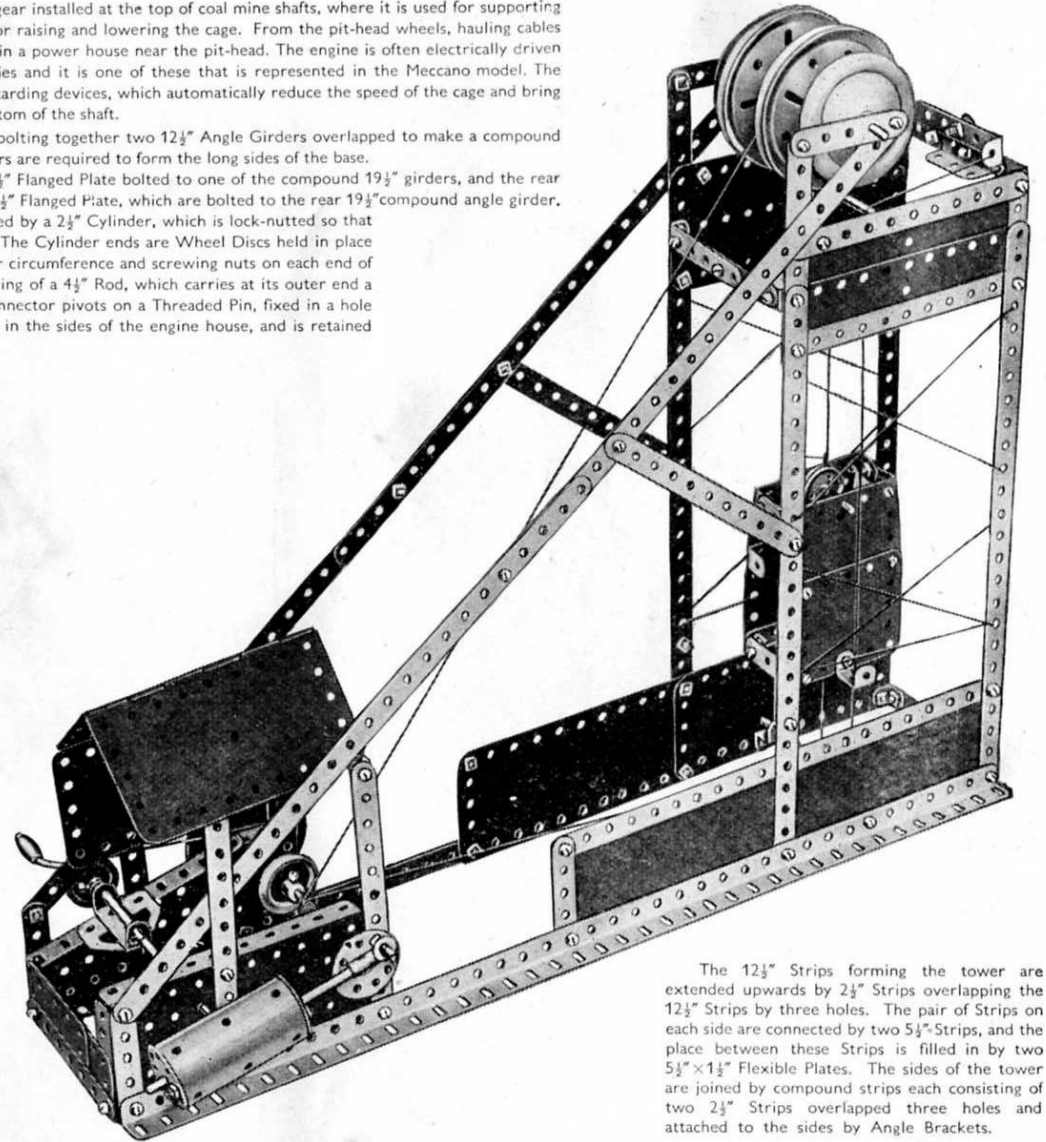 gear installed at the top of coal mine shafts, where it is used for supporting
or raising and lowering the cage. From the pit-head wheels, hauling cables
in a power house near the pit-head. The engine is often electrically driven
ies and it is one of these that is represented in the Meccano model. The
tarding devices, which automatically reduce the speed of the cage and bring
tom of the shaft.
bolting together two 12½" Angle Girders overlapped to make a compound
rs are required to form the long sides of the base.
½" Flanged Plate bolted to one of the compound 19½" girders, and the rear
½" Flanged Plate, which are bolted to the rear 19½"compound angle girder.
ed by a 2½" Cylinder, which is lock-nutted so that
The Cylinder ends are Wheel Discs held in place
r circumference and screwing nuts on each end of
ing of a 4½" Rod, which carries at its outer end a
nnector pivots on a Threaded Pin, fixed in a hole
in the sides of the engine house, and is retained
The 12½" Strips forming the tower are
extended upwards by 2½" Strips overlapping the
12½" Strips by three holes. The pair of Strips on
each side are connected by two 5½" Strips, and the
place between these Strips is filled in by two
5½"×1½" Flexible Plates. The sides of the tower
are joined by compound strips each consisting of
two 2½" Strips overlapped three holes and
attached to the sides by Angle Brackets.